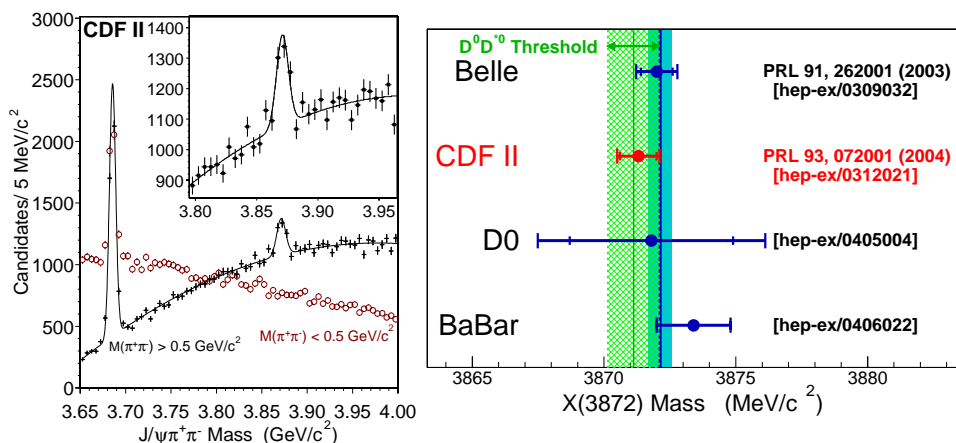 CDF II
3000
2500
2000
1500
1000
500
0
3.65 3.70 3.75 3.80 3.85 3.90 3.95 4.00
J/ψπ⁺π⁻ Mass (GeV/c²)
Candidates/ 5 MeV/c²
M(π⁺π⁻) > 0.5 GeV/c²
M(π⁺π⁻) < 0.5 GeV/c²
1400
1300
1200
1100
1000
900
3.80 3.85 3.90 3.95
D⁰D*⁰ Threshold
Belle
PRL 91, 262001 (2003)
[hep-ex/0309032]
CDF II
PRL 93, 072001 (2004)
[hep-ex/0312021]
D0
[hep-ex/0405004]
BaBar
[hep-ex/0406022]
3865 3870 3875 3880
X(3872) Mass (MeV/c²)